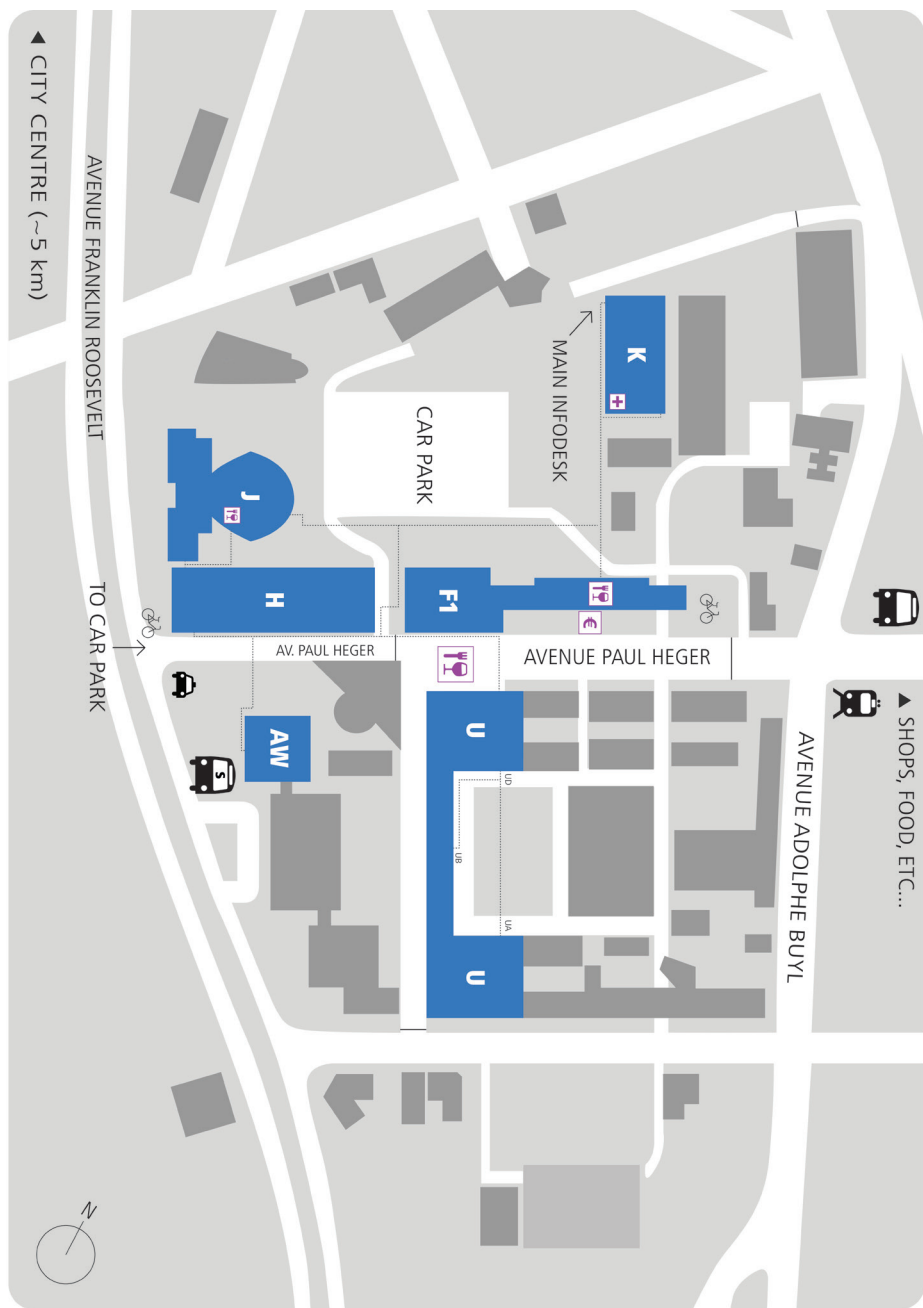 ▲ CITY CENTRE (~5 km)
AVENUE FRANKLIN ROOSEVELT
MAIN INFODESK
K
CAR PARK
J
H
F1
€
TO CAR PARK
AV. PAUL HEGER
AVENUE PAUL HEGER
▲ SHOPS, FOOD, ETC...
AVENUE ADOLPHE BUYL
U
AW
S
UD
UB
UA
U
N